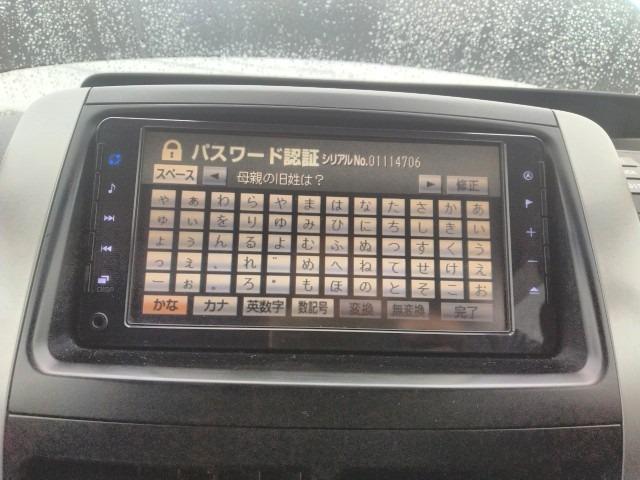 パスワード認証 シリアルNo.01114706
スペース ◀ 母親の旧姓は? ▶ 修正
ゃ ぁ わ ら や ま は な た さ か あ
ゅ ぃ を り ゆ み ひ に ち し き い
ょ ぅ ん る よ む ふ ぬ つ す く う
っ ぇ 、 れ ゛ め へ ね て せ け え
ー ぉ 。 ろ ゜ も ほ の と そ こ お
かな カナ 英数字 数記号 変換 無変換 完了